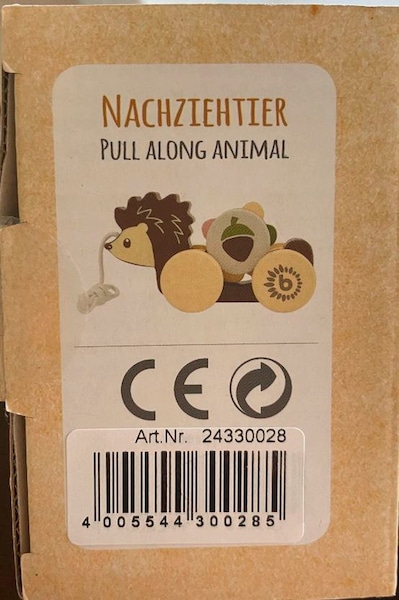 NACHZIEHTIER
PULL ALONG ANIMAL
b
CE
Art.Nr. 24330028
4 005544 300285